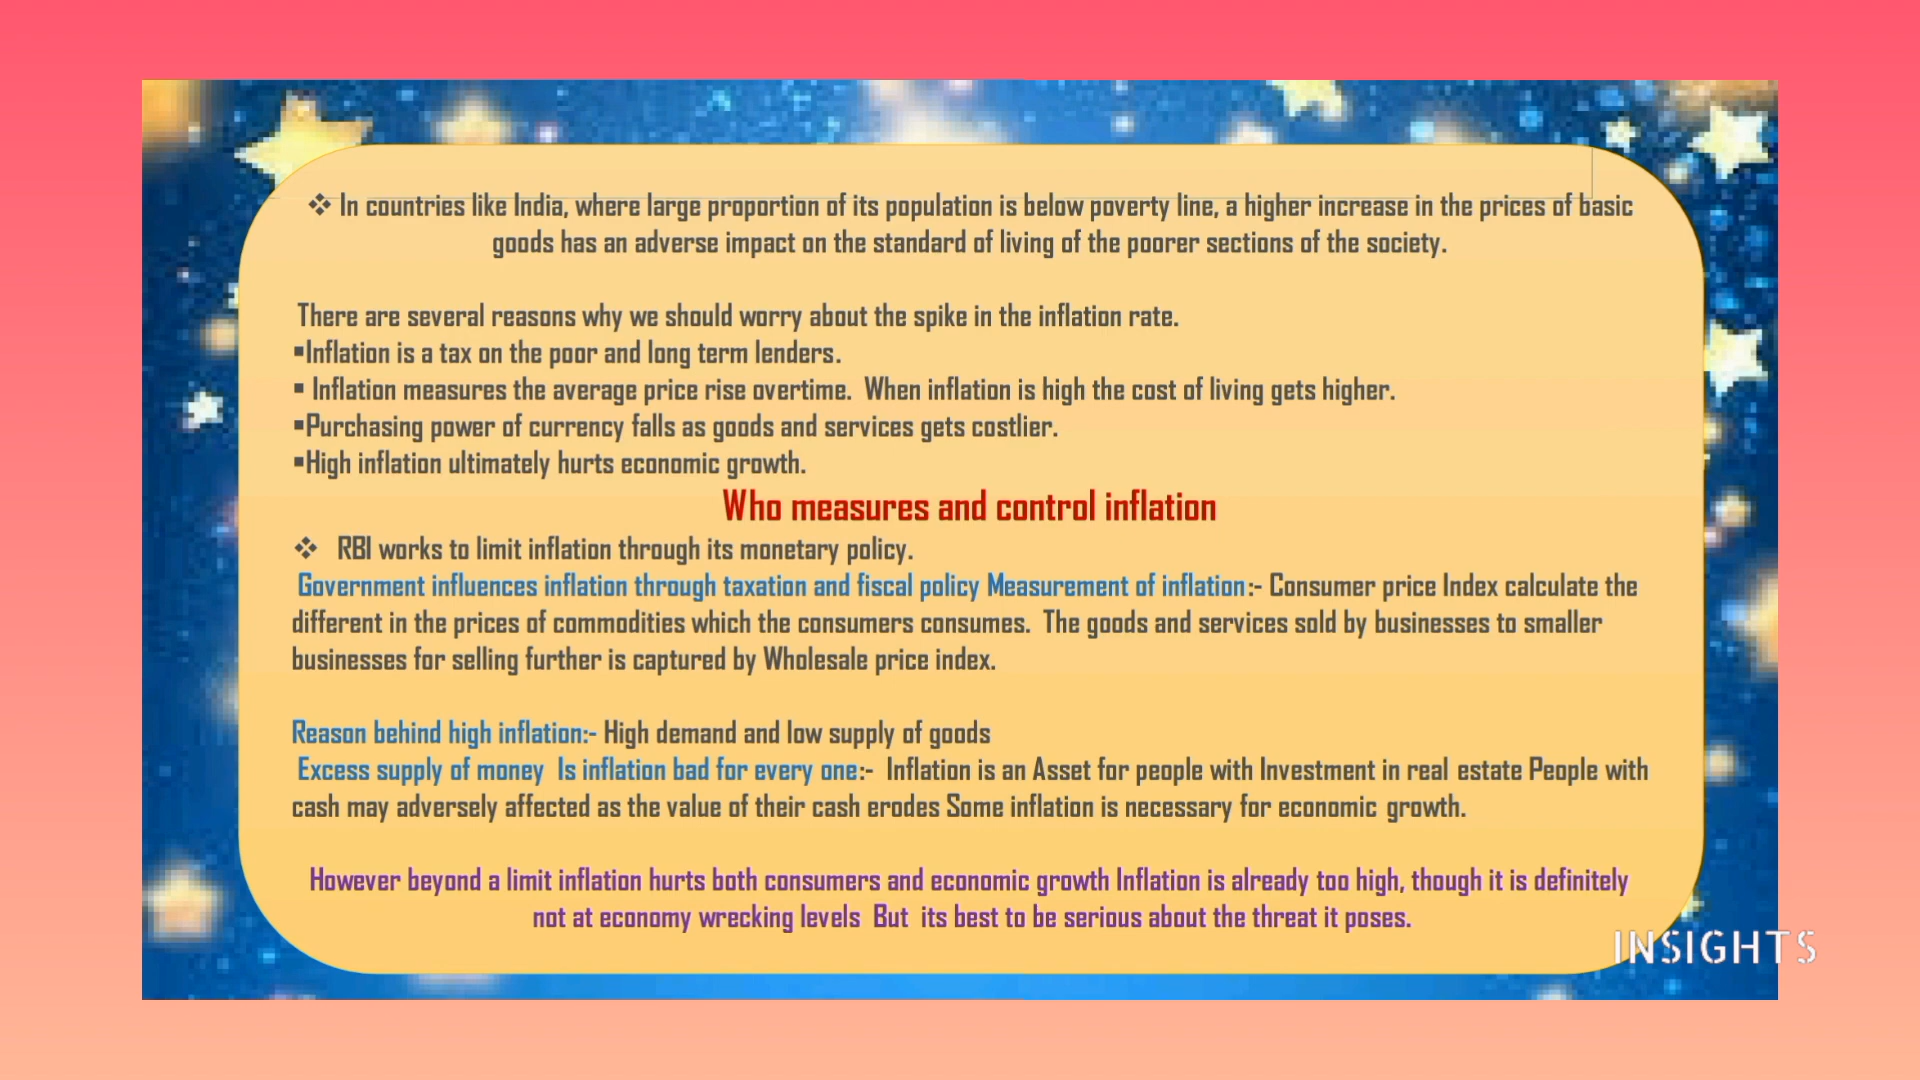 ❖ In countries like India, where large proportion of its population is below poverty line, a higher increase in the prices of basic
goods has an adverse impact on the standard of living of the poorer sections of the society.
There are several reasons why we should worry about the spike in the inflation rate.
▪Inflation is a tax on the poor and long term lenders.
▪ Inflation measures the average price rise overtime. When inflation is high the cost of living gets higher.
▪Purchasing power of currency falls as goods and services gets costlier.
▪High inflation ultimately hurts economic growth.
Who measures and control inflation
❖ RBI works to limit inflation through its monetary policy.
Government influences inflation through taxation and fiscal policy Measurement of inflation:- Consumer price Index calculate the
different in the prices of commodities which the consumers consumes. The goods and services sold by businesses to smaller
businesses for selling further is captured by Wholesale price index.
Reason behind high inflation:- High demand and low supply of goods
Excess supply of money Is inflation bad for every one:- Inflation is an Asset for people with Investment in real estate People with
cash may adversely affected as the value of their cash erodes Some inflation is necessary for economic growth.
However beyond a limit inflation hurts both consumers and economic growth Inflation is already too high, though it is definitely
not at economy wrecking levels But its best to be serious about the threat it poses.
INSIGHTS